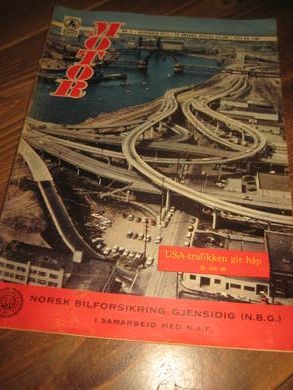 MOTOR
USA-trafikken gir håp
NORSK BILFORSIKRING GJENSIDIG (N.B.G.)
I SAMARBEID MED N.A.F.